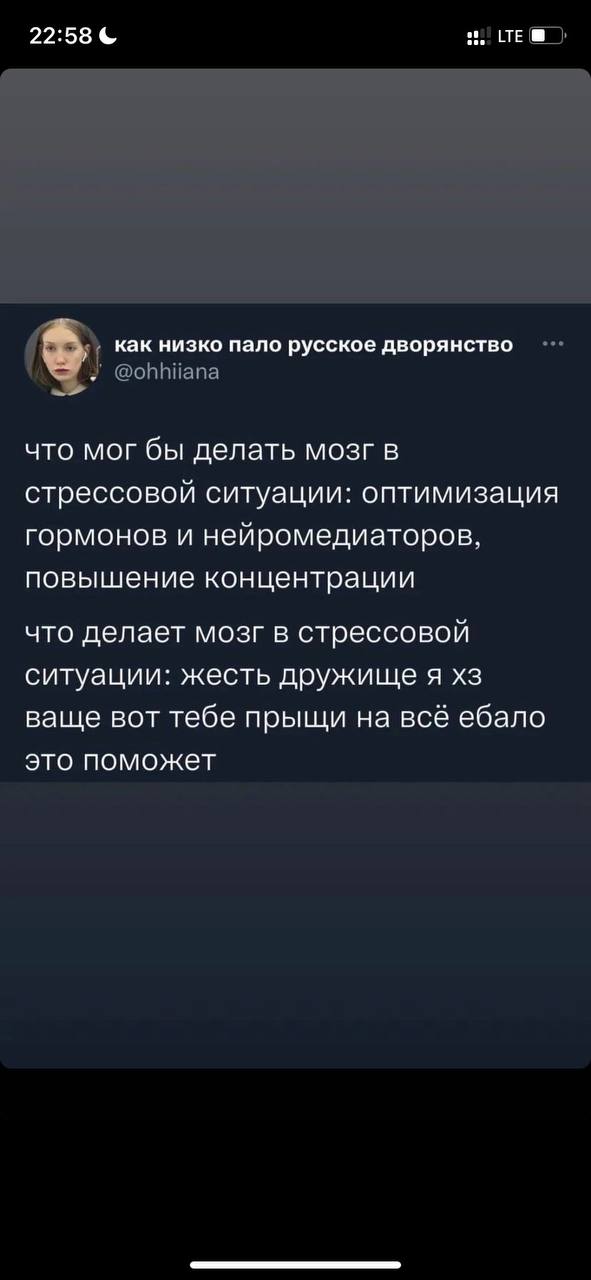 22:58
LTE
как низко пало русское дворянство
@ohhiiana
что мог бы делать мозг в
стрессовой ситуации: оптимизация
гормонов и нейромедиаторов,
повышение концентрации
что делает мозг в стрессовой
ситуации: жесть дружище я хз
ваще вот тебе прыщи на всё ебало
это поможет